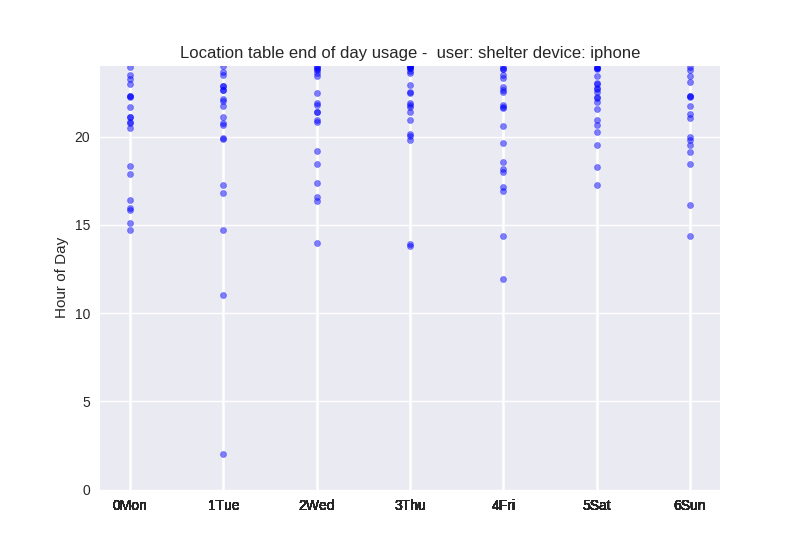 Location table end of day usage -  user: shelter device: iphone
Hour of Day
20
15
10
5
0
0Mon 1Tue 2Wed 3Thu 4Fri 5Sat 6Sun